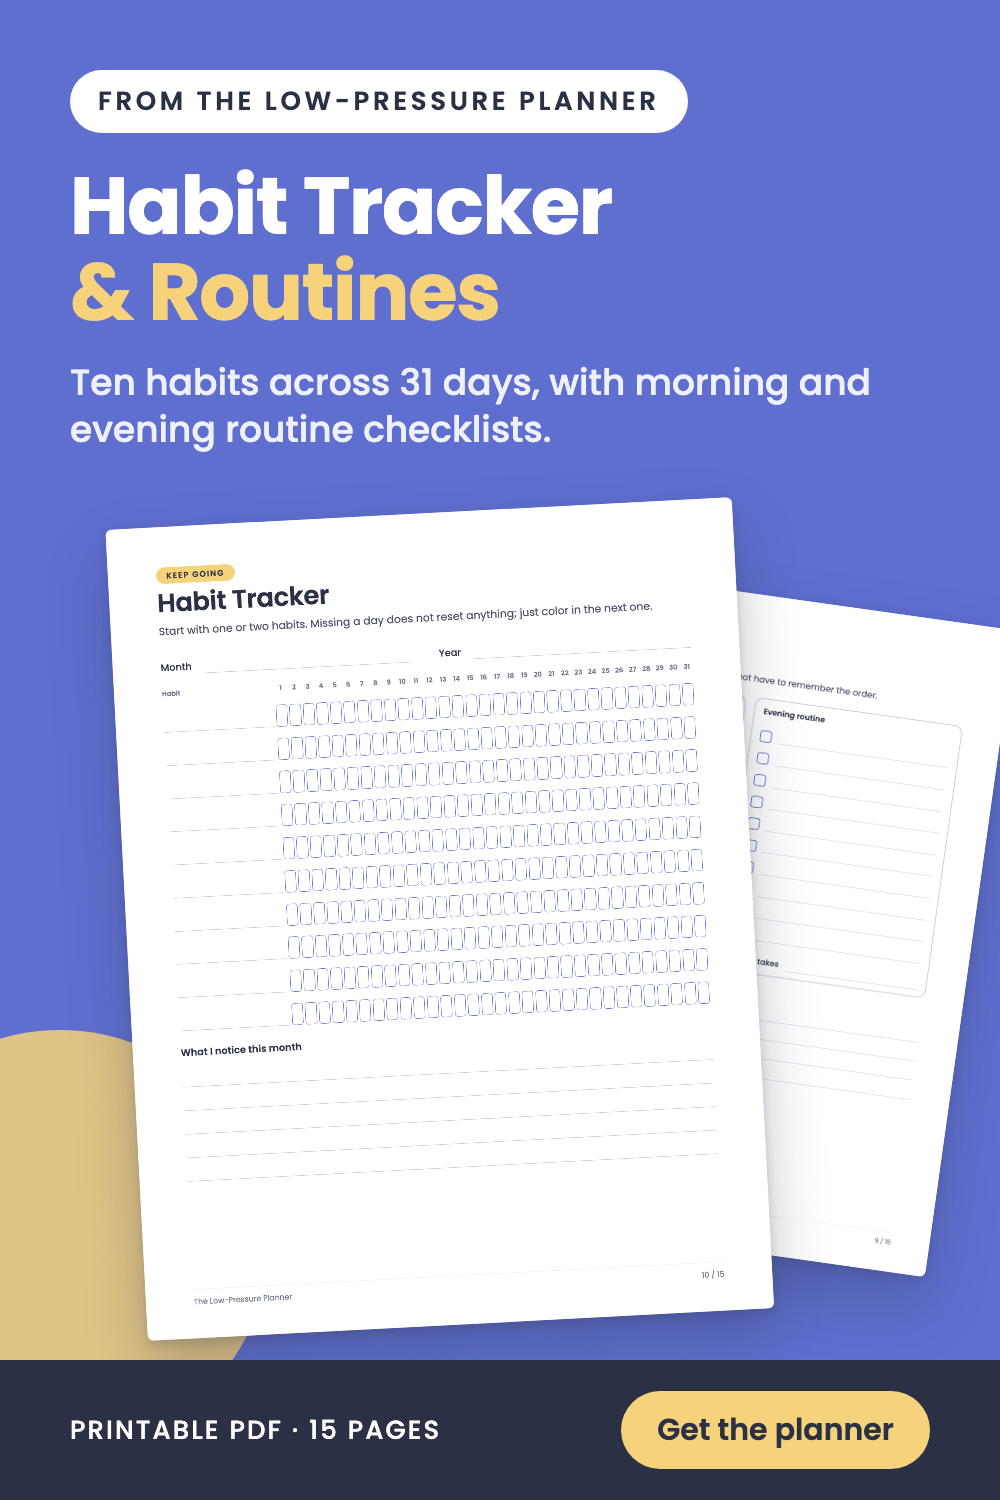 FROM THE LOW-PRESSURE PLANNER
Habit Tracker
& Routines
Ten habits across 31 days, with morning and
evening routine checklists.
KEEP GOING
Habit Tracker
Start with one or two habits. Missing a day does not reset anything; just color in the next one.
Month
Year
Habit 1 2 3 4 5 6 7 8 9 10 11 12 13 14 15 16 17 18 19 20 21 22 23 24 25 26 27 28 29 30 31
What I notice this month
The Low-Pressure Planner
10 / 15
not have to remember the order.
Evening routine
takes
9 / 15
PRINTABLE PDF · 15 PAGES
Get the planner